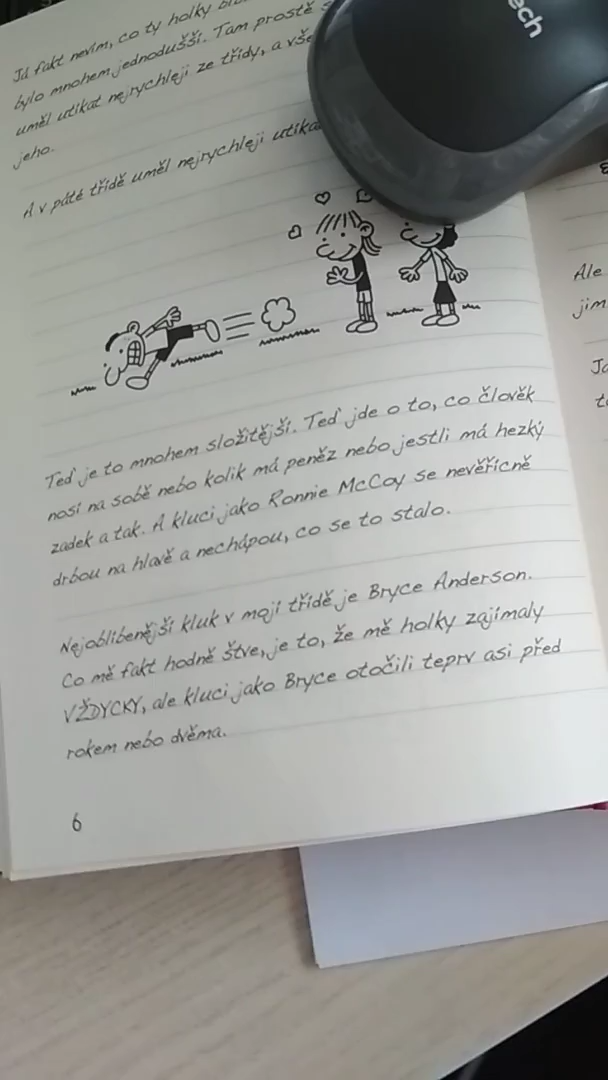 Já fakt nevím, co ty holky
bylo mnohem jednodušší. Tam prostě
uměl utíkat nejrychleji ze třídy, a
jeho.
A v páté třídě uměl nejrychleji
Teď je to mnohem složitější. Teď jde o to, co člověk
nosí na sobě nebo kolik má peněz nebo jestli má hezký
zadek a tak. A kluci jako Ronnie McCoy se nevěřícně
drbou na hlavě a nechápou, co se to stalo.
Nejoblíbenější kluk v mojí třídě je Bryce Anderson.
Co mě fakt hodně štve, je to, že mě holky zajímaly
VŽDYCKY, ale kluci jako Bryce otočili teprv asi před
rokem nebo dvěma.
6
Ale